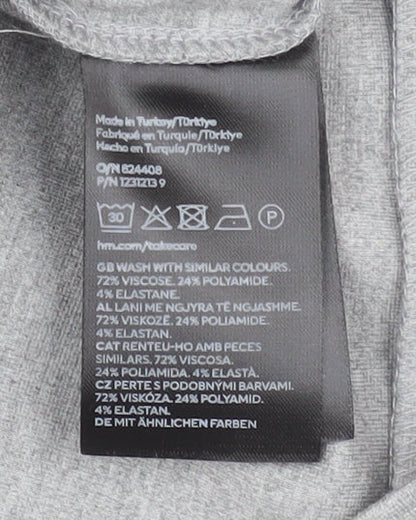 Made in Turkey/Türkiye
Fabriqué en Turquie/Türkiye
Hecho en Turquía/Türkiye
O/N 824408
P/N 1231213 9
30 P
hm.com/takecare
GB WASH WITH SIMILAR COLOURS.
72% VISCOSE. 24% POLYAMIDE.
4% ELASTANE.
AL LANI ME NGJYRA TË NGJASHME.
72% VISKOZË. 24% POLIAMIDE.
4% ELASTAN.
CAT RENTEU-HO AMB PECES
SIMILARS. 72% VISCOSA.
24% POLIAMIDA. 4% ELASTÀ.
CZ PERTE S PODOBNÝMI BARVAMI.
72% VISKÓZA. 24% POLYAMID.
4% ELASTAN.
DE MIT ÄHNLICHEN FARBEN